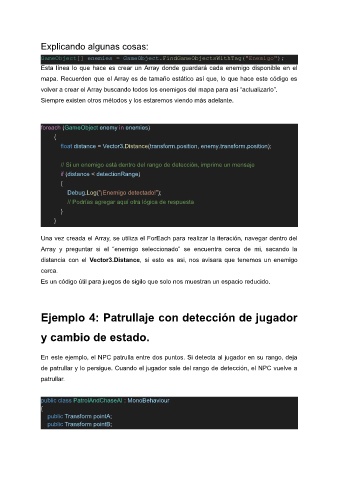 Explicando algunas cosas:
GameObject[] enemies = GameObject.FindGameObjectsWithTag("Enemigo");
Esta línea lo que hace es crear un Array donde guardará cada enemigo disponible en el
mapa. Recuerden que el Array es de tamaño estático así que, lo que hace este código es
volver a crear el Array buscando todos los enemigos del mapa para así "actualizarlo".
Siempre existen otros métodos y los estaremos viendo más adelante.
foreach (GameObject enemy in enemies)
{
float distance = Vector3.Distance(transform.position, enemy.transform.position);
// Si un enemigo está dentro del rango de detección, imprime un mensaje
if (distance < detectionRange)
{
Debug.Log("¡Enemigo detectado!");
// Podrías agregar aquí otra lógica de respuesta
}
}
Una vez creada el Array, se utiliza el ForEach para realizar la iteración, navegar dentro del
Array y preguntar si el "enemigo seleccionado" se encuentra cerca de mi, sacando la
distancia con el Vector3.Distance, si esto es así, nos avisara que tenemos un enemigo
cerca.
Es un código útil para juegos de sigilo que solo nos muestran un espacio reducido.
Ejemplo 4: Patrullaje con detección de jugador
y cambio de estado.
En este ejemplo, el NPC patrulla entre dos puntos. Si detecta al jugador en su rango, deja
de patrullar y lo persigue. Cuando el jugador sale del rango de detección, el NPC vuelve a
patrullar.
public class PatrolAndChaseAI : MonoBehaviour
{
public Transform pointA;
public Transform pointB;